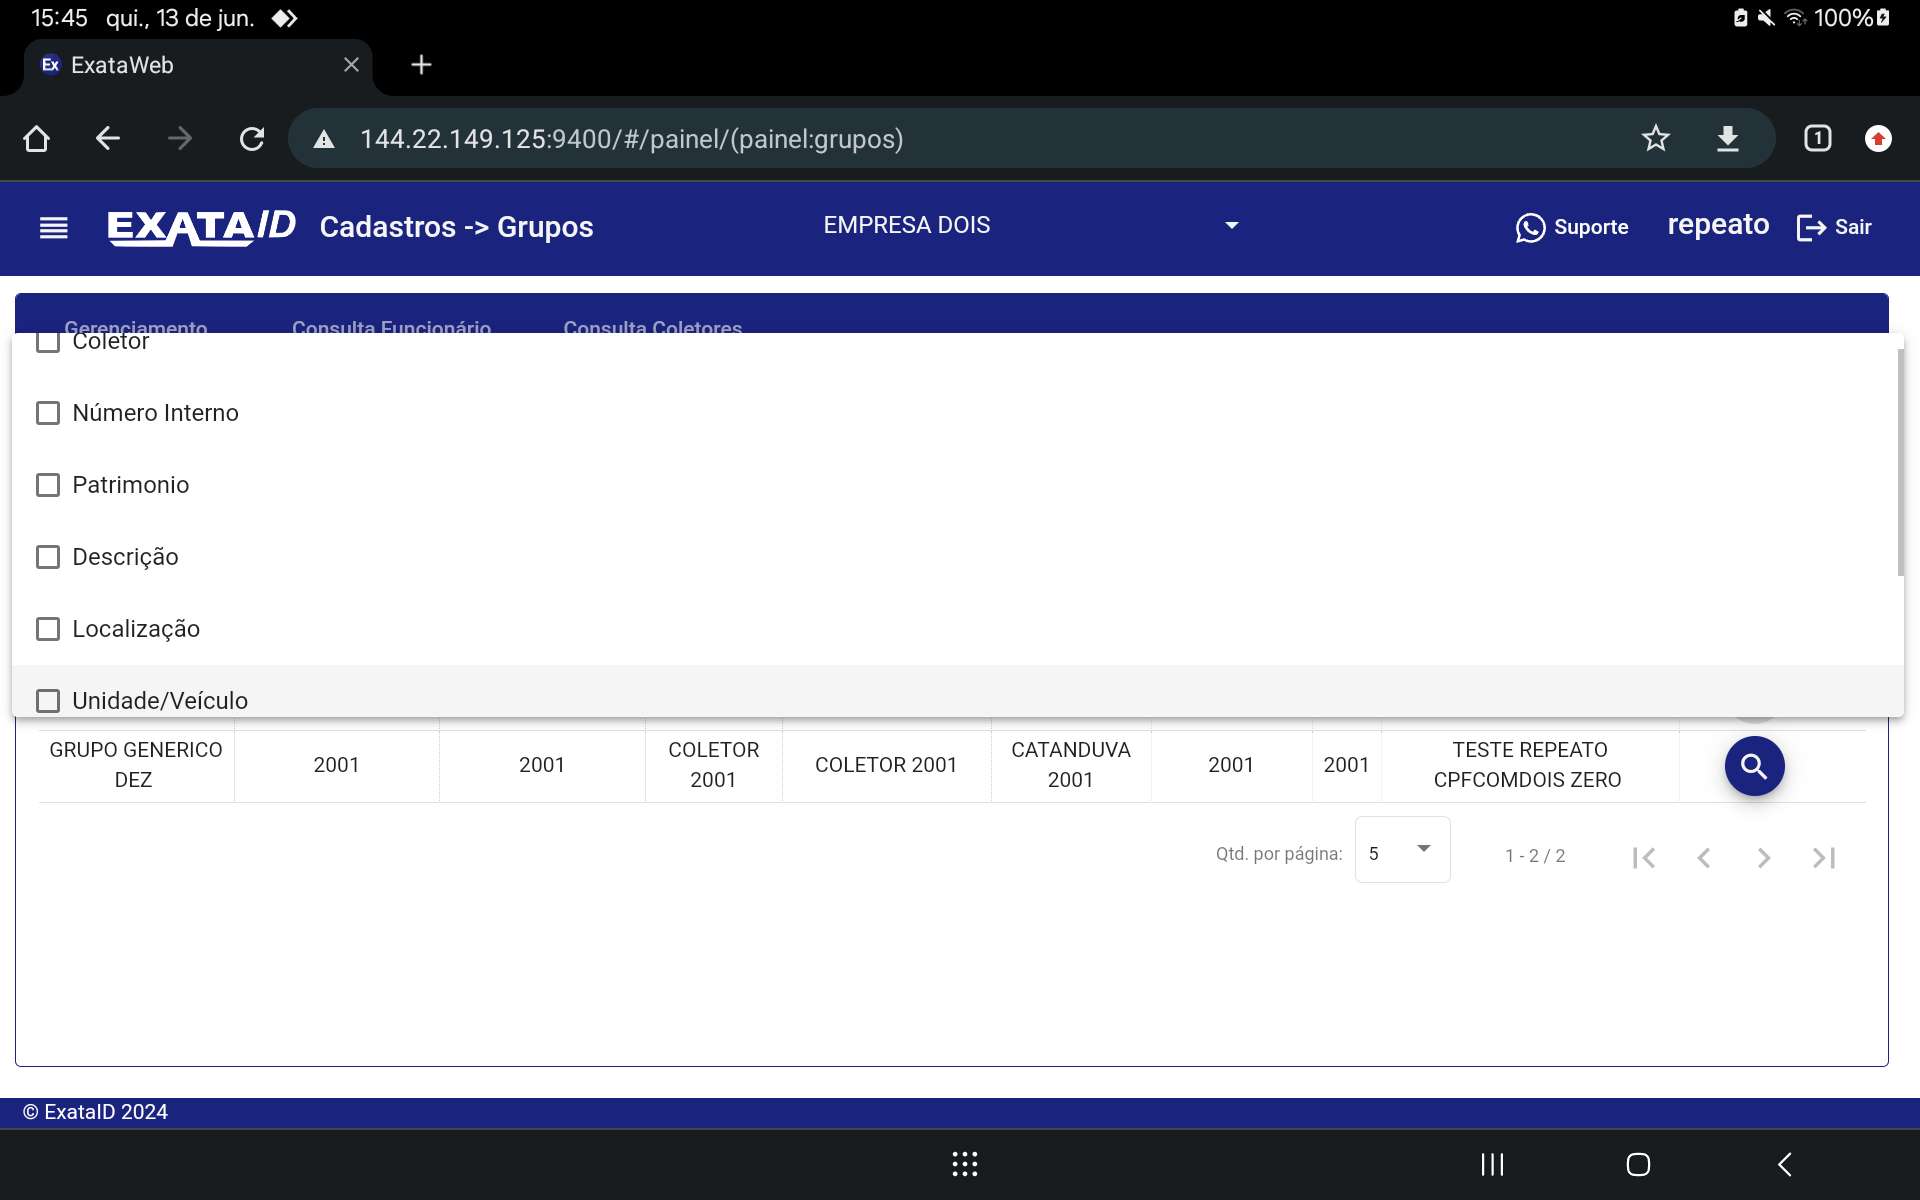 15:45 qui., 13 de jun. 100%
Ex ExataWeb
144.22.149.125:9400/#/painel/(painel:grupos) 1
EXATA/D Cadastros -> Grupos EMPRESA DOIS Suporte repeato Sair
Gerenciamento Consulta Funcionário Consulta Coletores
Coletor
Número Interno
Patrimonio
Descrição
Localização
Unidade/Veículo
GRUPO GENERICO DEZ 2001 2001 COLETOR 2001 COLETOR 2001 CATANDUVA 2001 2001 2001 TESTE REPEATO CPFCOMDOIS ZERO
Qtd. por página: 5 1 - 2 / 2
© ExataID 2024